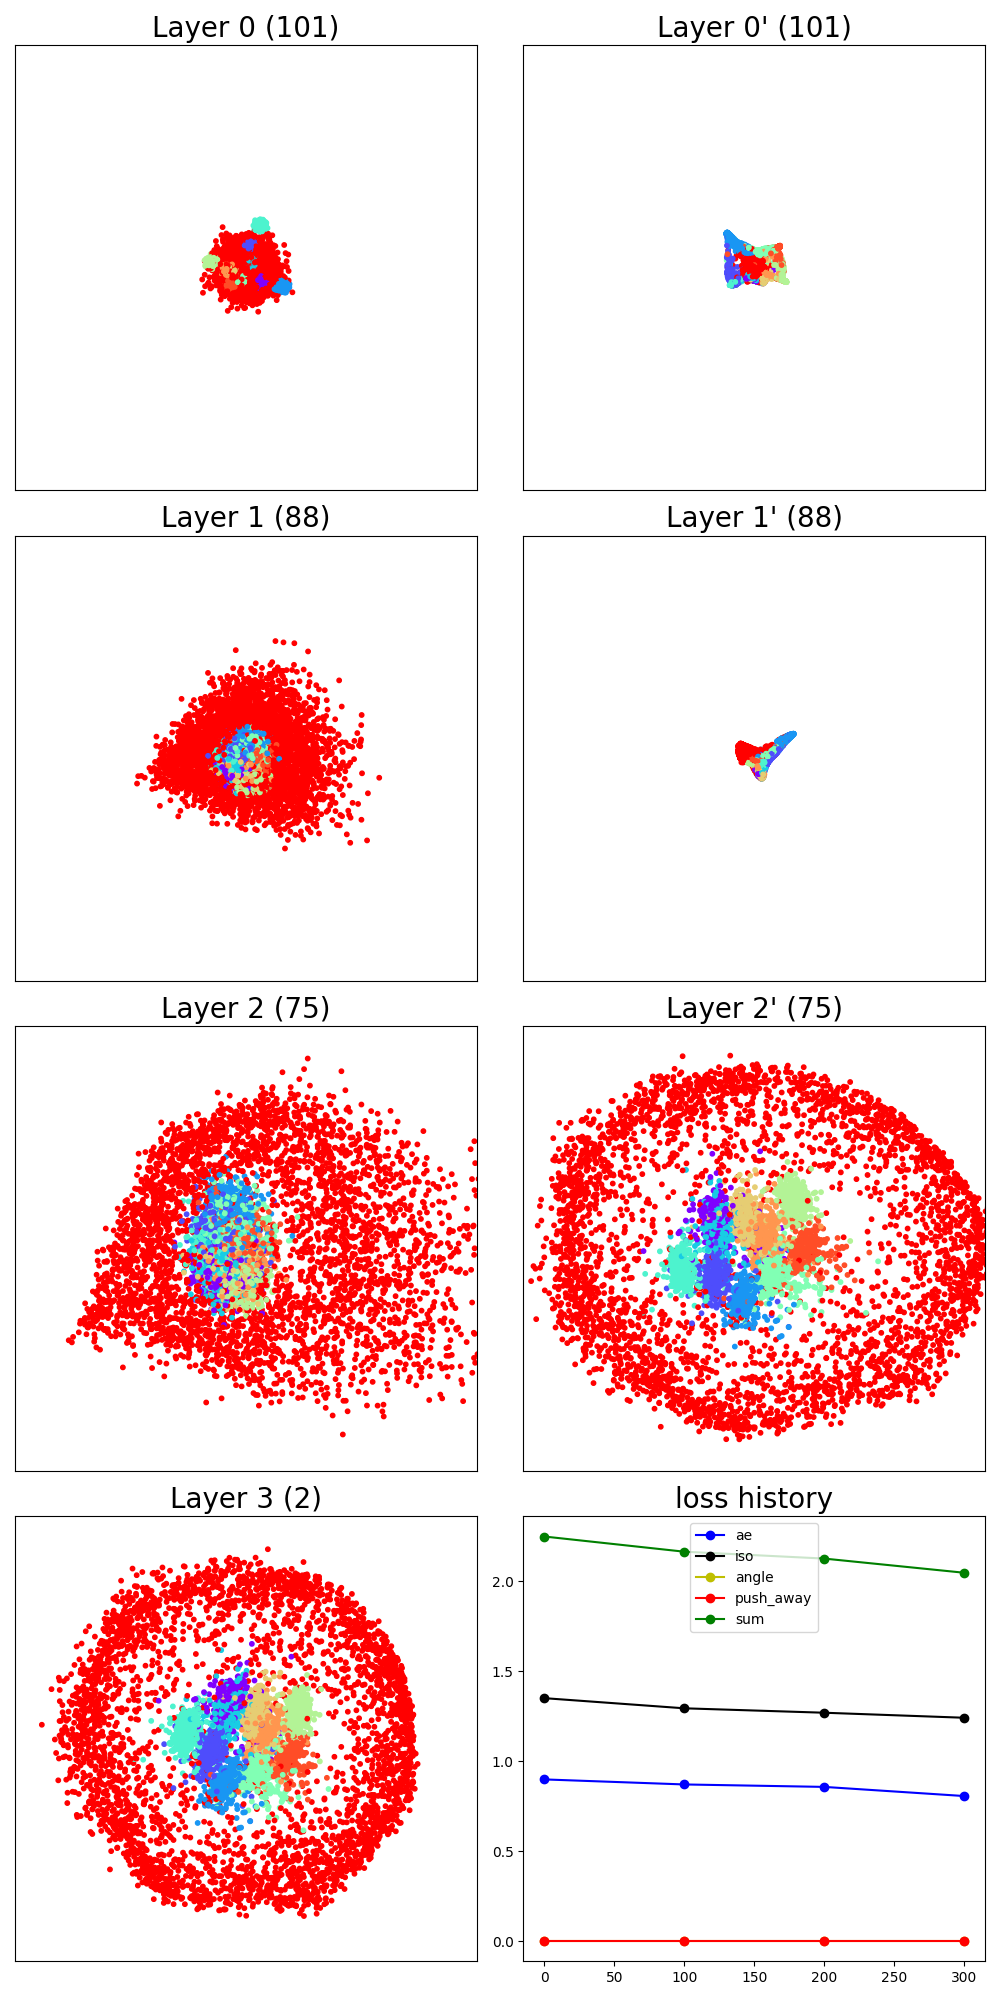 Layer 0 (101)
Layer 0' (101)
Layer 1 (88)
Layer 1' (88)
Layer 2 (75)
Layer 2' (75)
Layer 3 (2)
loss history
ae
iso
angle
push_away
sum
2.0
1.5
1.0
0.5
0.0
0 50 100 150 200 250 300